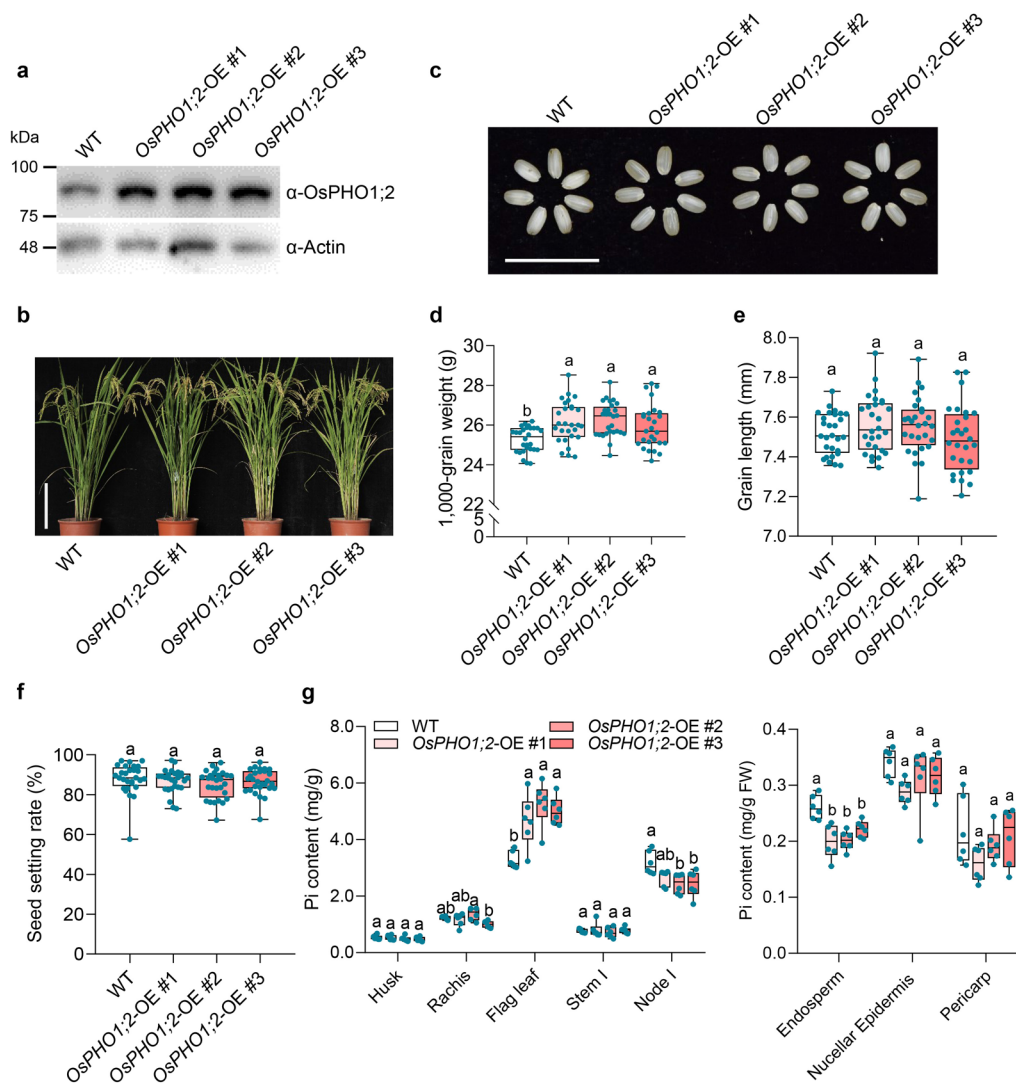 a
kDa
WT
OsPHO1;2-OE #1
OsPHO1;2-OE #2
OsPHO1;2-OE #3
100
75
48
α-OsPHO1;2
α-Actin
c
WT
OsPHO1;2-OE #1
OsPHO1;2-OE #2
OsPHO1;2-OE #3
b
WT
OsPHO1;2-OE #1
OsPHO1;2-OE #2
OsPHO1;2-OE #3
d
1,000-grain weight (g)
30
28
26
24
22
5
0
b
a
a
a
WT
OsPHO1;2-OE #1
OsPHO1;2-OE #2
OsPHO1;2-OE #3
e
Grain length (mm)
8.0
7.8
7.6
7.4
7.2
7.0
a
a
a
a
WT
OsPHO1;2-OE #1
OsPHO1;2-OE #2
OsPHO1;2-OE #3
f
Seed setting rate (%)
100
80
60
40
20
0
a
a
a
a
WT
OsPHO1;2-OE #1
OsPHO1;2-OE #2
OsPHO1;2-OE #3
g
Pi content (mg/g)
8.0
6.0
4.0
2.0
0.0
WT
OsPHO1;2-OE #1
OsPHO1;2-OE #2
OsPHO1;2-OE #3
a a a a
ab ab a b
b a a a
a a a a
a ab b b
Husk
Rachis
Flag leaf
Stem I
Node I
Pi content (mg/g FW)
0.4
0.3
0.2
0.1
0.0
a b b b
a a a a
a a a a
Endosperm
Nucellar Epidermis
Pericarp